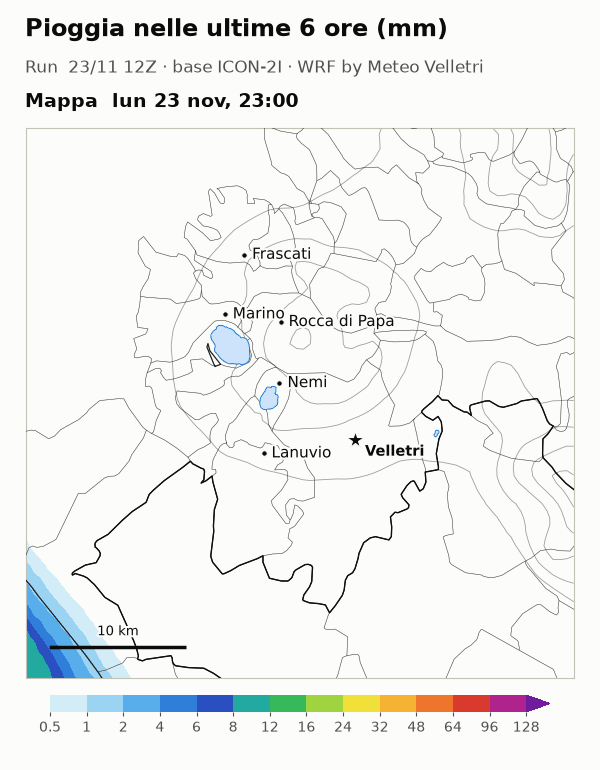 Pioggia nelle ultime 6 ore (mm)
Run  23/11 12Z · base ICON-2I · WRF by Meteo Velletri
Mappa  lun 23 nov, 23:00
Frascati
Marino
Rocca di Papa
Nemi
Velletri
Lanuvio
10 km
0.5 1 2 4 6 8 12 16 24 32 48 64 96 128